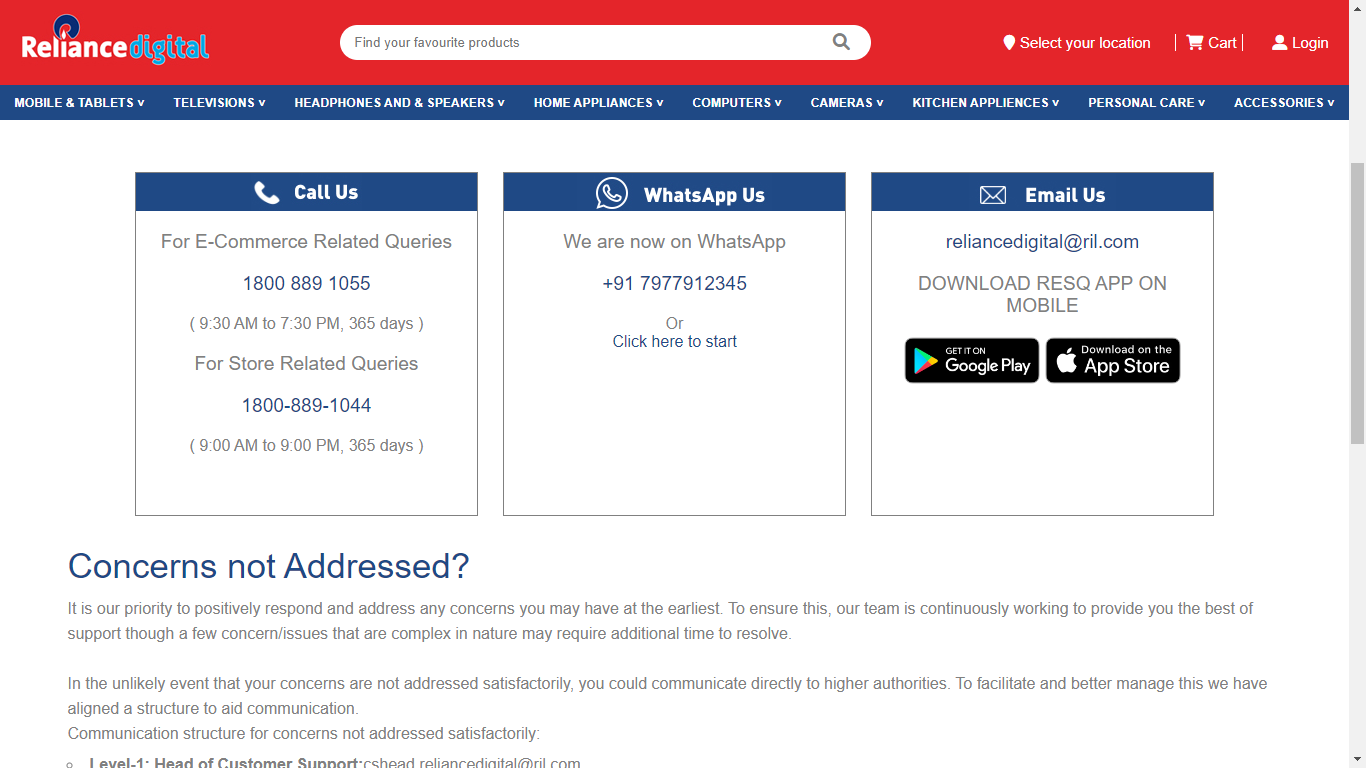 Reliance digital
Find your favourite products
Select your location
Cart
Login
MOBILE & TABLETS v
TELEVISIONS v
HEADPHONES AND & SPEAKERS v
HOME APPLIANCES v
COMPUTERS v
CAMERAS v
KITCHEN APPLIENCES v
PERSONAL CARE v
ACCESSORIES v
Call Us
For E-Commerce Related Queries
1800 889 1055
( 9:30 AM to 7:30 PM, 365 days )
For Store Related Queries
1800-889-1044
( 9:00 AM to 9:00 PM, 365 days )
WhatsApp Us
We are now on WhatsApp
+91 7977912345
Or
Click here to start
Email Us
reliancedigital@ril.com
DOWNLOAD RESQ APP ON
MOBILE
GET IT ON
Google Play
Download on the
App Store
Concerns not Addressed?
It is our priority to positively respond and address any concerns you may have at the earliest. To ensure this, our team is continuously working to provide you the best of
support though a few concern/issues that are complex in nature may require additional time to resolve.
In the unlikely event that your concerns are not addressed satisfactorily, you could communicate directly to higher authorities. To facilitate and better manage this we have
aligned a structure to aid communication.
Communication structure for concerns not addressed satisfactorily:
Level-1: Head of Customer Support:cshead.reliancedigital@ril.com